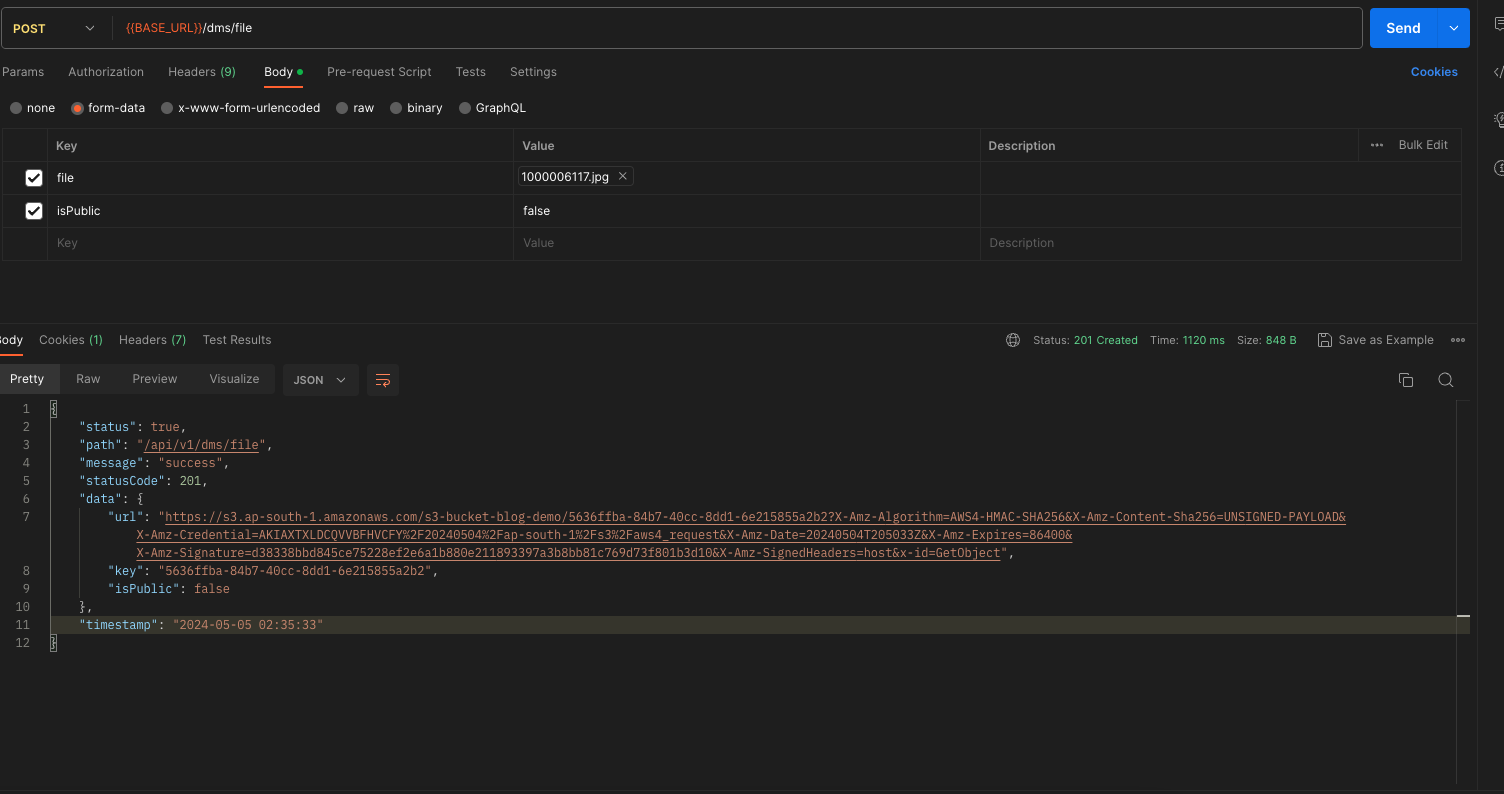 POST {{BASE_URL}}/dms/file Send
Params Authorization Headers (9) Body Pre-request Script Tests Settings Cookies
none form-data x-www-form-urlencoded raw binary GraphQL
Key Value Description ••• Bulk Edit
file 1000006117.jpg ×
isPublic false
Key Value Description
Body Cookies (1) Headers (7) Test Results Status: 201 Created Time: 1120 ms Size: 848 B Save as Example •••
Pretty Raw Preview Visualize JSON
1 {
2 "status": true,
3 "path": "/api/v1/dms/file",
4 "message": "success",
5 "statusCode": 201,
6 "data": {
7 "url": "https://s3.ap-south-1.amazonaws.com/s3-bucket-blog-demo/5636ffba-84b7-40cc-8dd1-6e215855a2b2?X-Amz-Algorithm=AWS4-HMAC-SHA256&X-Amz-Content-Sha256=UNSIGNED-PAYLOAD&
X-Amz-Credential=AKIAXTXLDCQVVBFHVCFY%2F20240504%2Fap-south-1%2Fs3%2Faws4_request&X-Amz-Date=20240504T205033Z&X-Amz-Expires=86400&
X-Amz-Signature=d38338bbd845ce75228ef2e6a1b880e211893397a3b8bb81c769d73f801b3d10&X-Amz-SignedHeaders=host&x-id=GetObject",
8 "key": "5636ffba-84b7-40cc-8dd1-6e215855a2b2",
9 "isPublic": false
10 },
11 "timestamp": "2024-05-05 02:35:33"
12 }